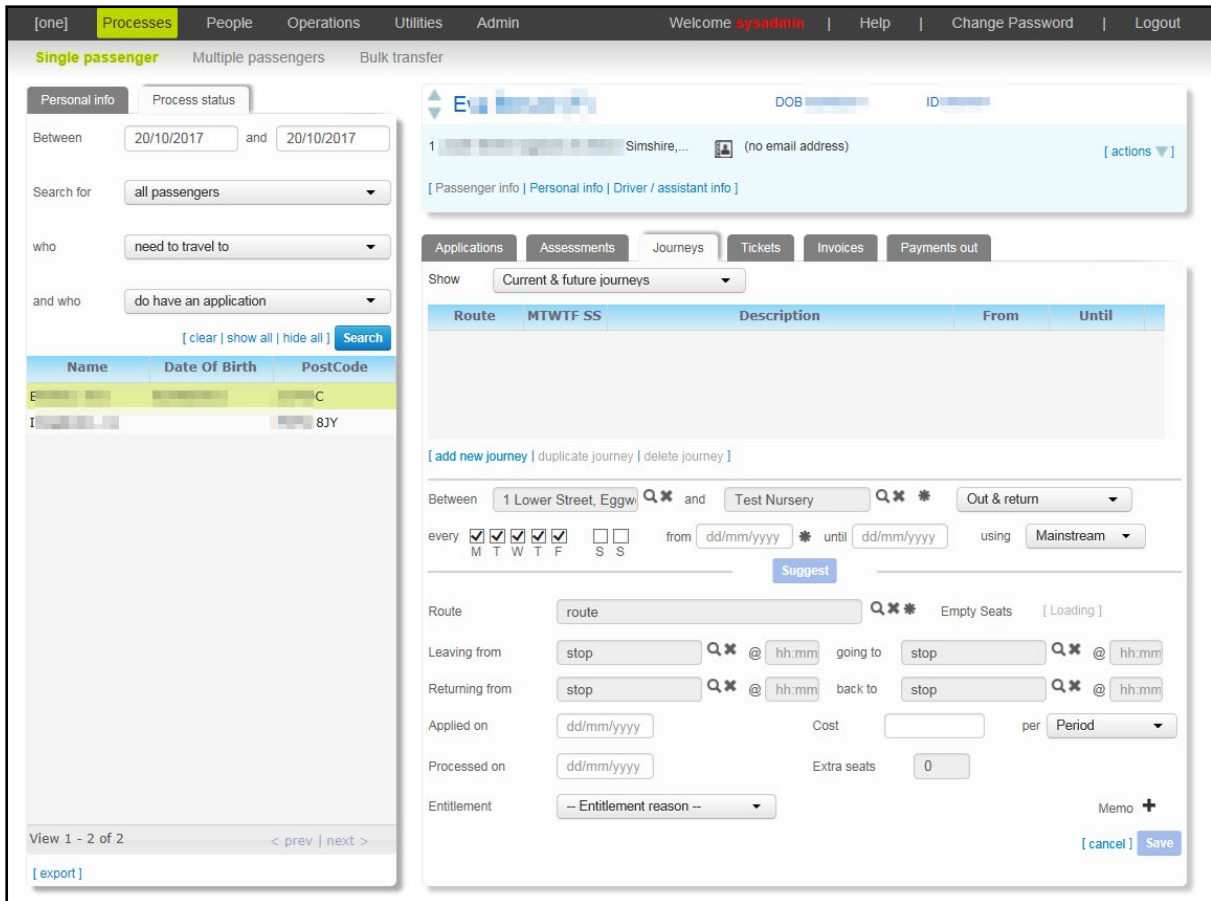 [one] Processes People Operations Utilities Admin Welcome sysadmin | Help | Change Password | Logout
Single passenger Multiple passengers Bulk transfer
Personal info Process status
Between 20/10/2017 and 20/10/2017
Search for all passengers
who need to travel to
and who do have an application
[ clear | show all | hide all ] Search
Name Date Of Birth PostCode
C
8JY
View 1 - 2 of 2 < prev | next >
[ export ]
DOB ID
1 Simshire,... (no email address) [ actions ]
[ Passenger info | Personal info | Driver / assistant info ]
Applications Assessments Journeys Tickets Invoices Payments out
Show Current & future journeys
Route MTWTF SS Description From Until
[ add new journey | duplicate journey | delete journey ]
Between 1 Lower Street, Eggw and Test Nursery Out & return
every M T W T F S S from dd/mm/yyyy until dd/mm/yyyy using Mainstream
Suggest
Route route Empty Seats [ Loading ]
Leaving from stop @ hh:mm going to stop @ hh:mm
Returning from stop @ hh:mm back to stop @ hh:mm
Applied on dd/mm/yyyy Cost per Period
Processed on dd/mm/yyyy Extra seats 0
Entitlement -- Entitlement reason -- Memo
[ cancel ] Save